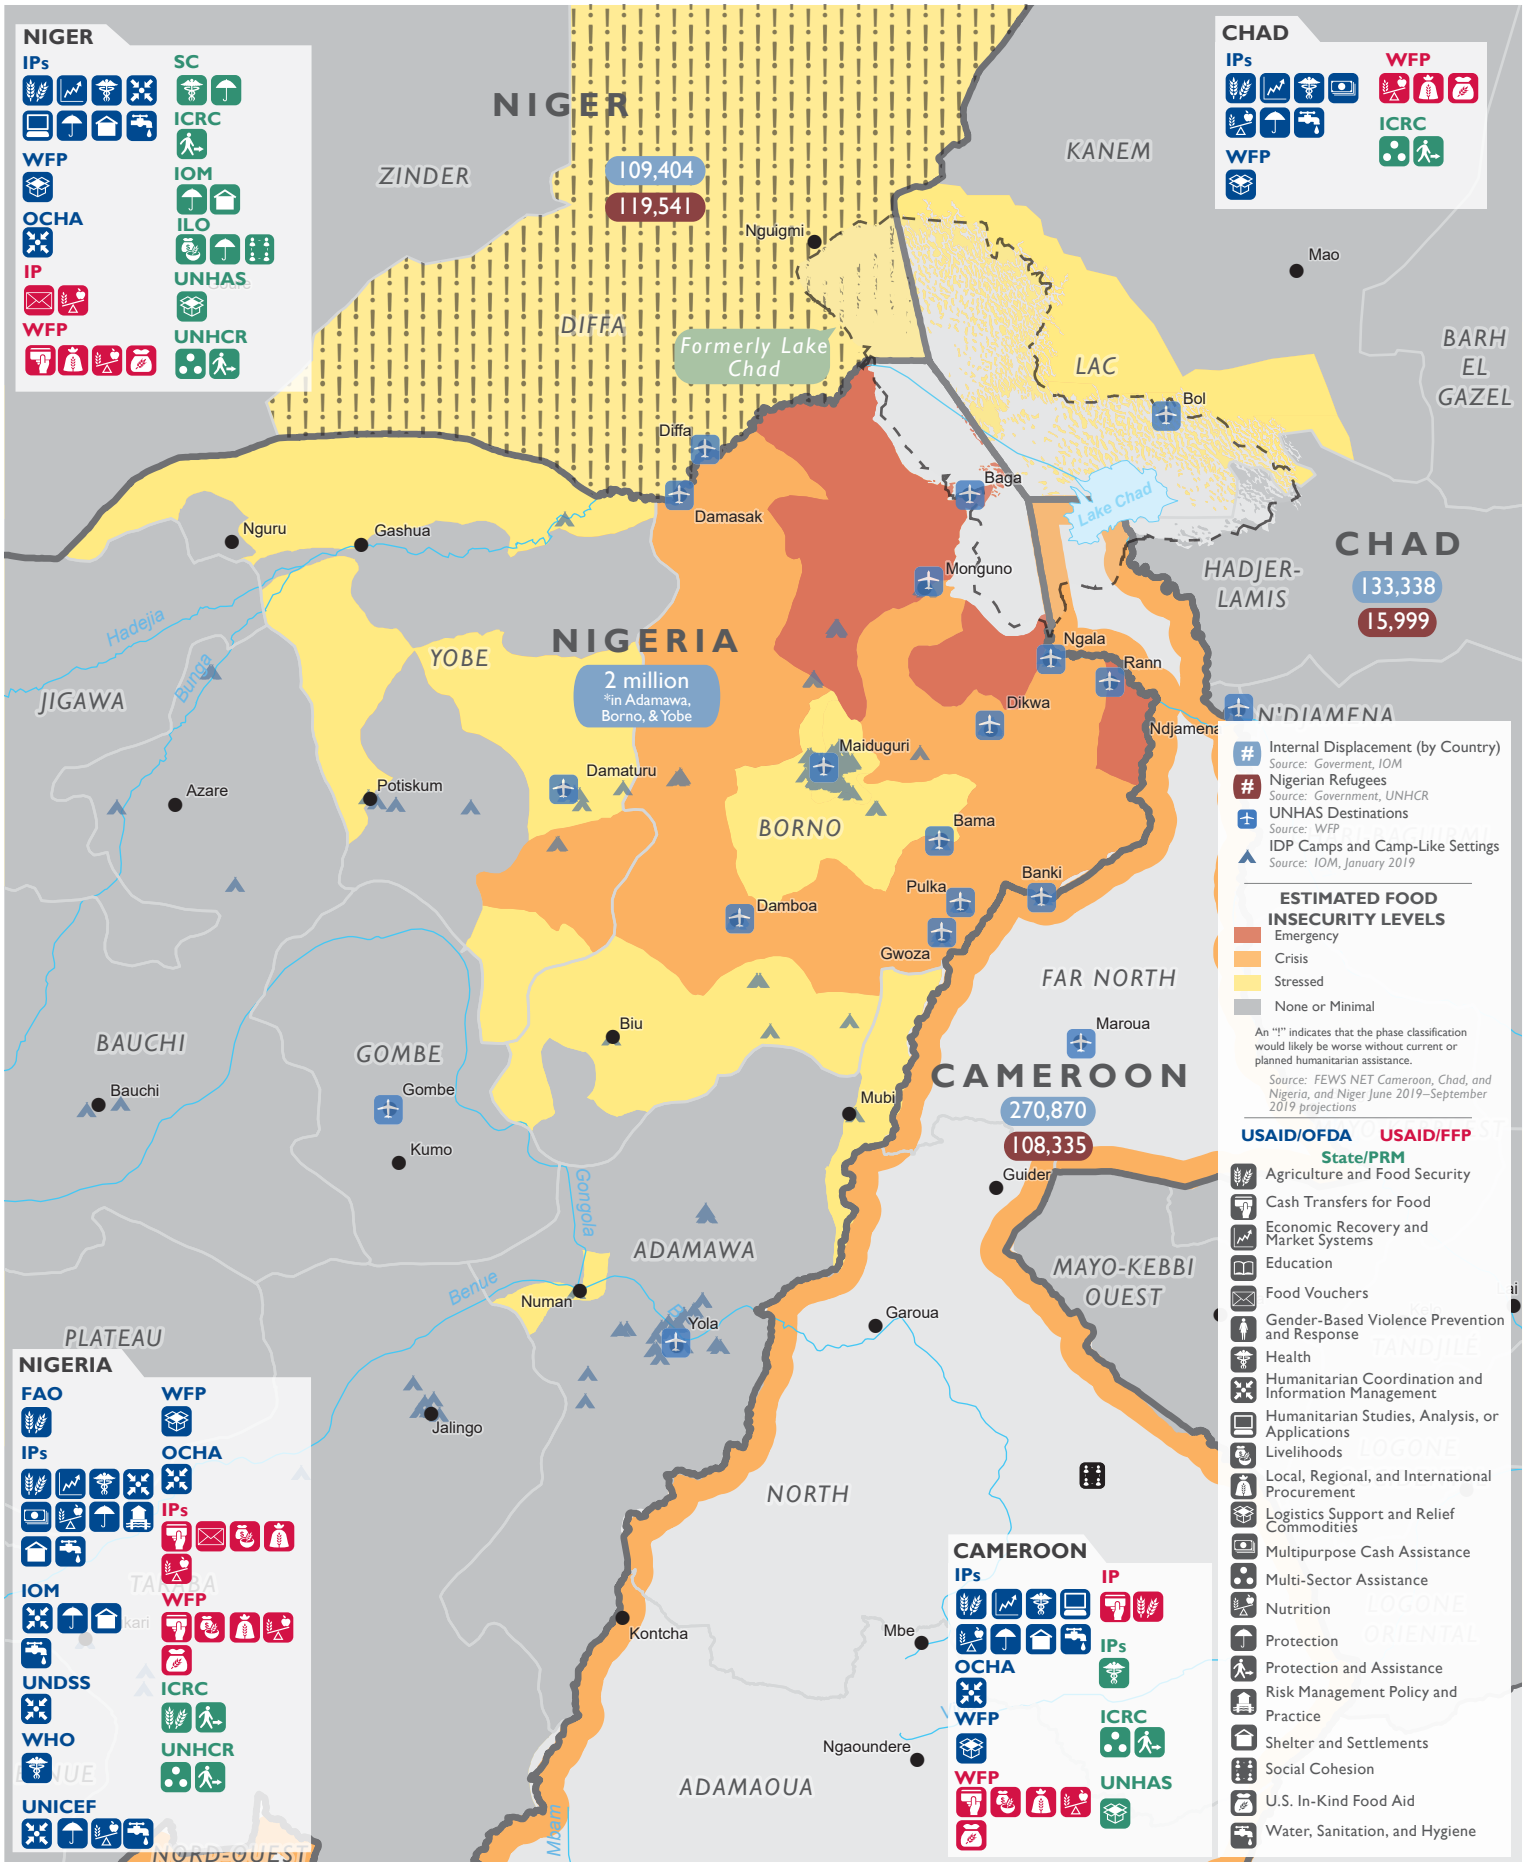 NIGER
IPs
SC
ICRC
WFP
IOM
OCHA
ILO
IP
UNHAS
WFP
UNHCR
CHAD
IPs
WFP
ICRC
WFP
NIGER
109,404
119,541
ZINDER
KANEM
Nguigmi
Mao
DIFFA
Formerly Lake
Chad
LAC
BARH
EL
GAZEL
Bol
Diffa
Baga
Damasak
Lake Chad
Nguru
Gashua
CHAD
133,338
15,999
HADJER-
LAMIS
Monguno
Hadejia
Bunga
NIGERIA
2 million
*in Adamawa,
Borno, & Yobe
YOBE
JIGAWA
Ngala
Rann
Dikwa
N'DJAMENA
Ndjamena
Maiduguri
Damaturu
Potiskum
Azare
BORNO
Bama
Banki
Pulka
Damboa
Gwoza
FAR NORTH
Maroua
Biu
BAUCHI
GOMBE
CAMEROON
270,870
108,335
Bauchi
Gombe
Mubi
Kumo
Guider
Gongola
ADAMAWA
MAYO-KEBBI
OUEST
Benue
Numan
Garoua
Yola
PLATEAU
Jalingo
NORTH
Kontcha
Mbe
Ngaoundere
ADAMAOUA
Mbam
TARABA
NORD-OUEST
NIGERIA
FAO
WFP
IPs
OCHA
IPs
IOM
WFP
UNDSS
ICRC
WHO
UNHCR
UNICEF
CAMEROON
IPs
IP
IPs
OCHA
WFP
ICRC
WFP
UNHAS
# Internal Displacement (by Country)
Source: Goverment, IOM
# Nigerian Refugees
Source: Government, UNHCR
UNHAS Destinations
Source: WFP
IDP Camps and Camp-Like Settings
Source: IOM, January 2019
ESTIMATED FOOD
INSECURITY LEVELS
Emergency
Crisis
Stressed
None or Minimal
An "!" indicates that the phase classification
would likely be worse without current or
planned humanitarian assistance.
Source: FEWS NET Cameroon, Chad, and
Nigeria, and Niger June 2019–September
2019 projections
USAID/OFDA USAID/FFP
State/PRM
Agriculture and Food Security
Cash Transfers for Food
Economic Recovery and
Market Systems
Education
Food Vouchers
Gender-Based Violence Prevention
and Response
Health
Humanitarian Coordination and
Information Management
Humanitarian Studies, Analysis, or
Applications
Livelihoods
Local, Regional, and International
Procurement
Logistics Support and Relief
Commodities
Multipurpose Cash Assistance
Multi-Sector Assistance
Nutrition
Protection
Protection and Assistance
Risk Management Policy and
Practice
Shelter and Settlements
Social Cohesion
U.S. In-Kind Food Aid
Water, Sanitation, and Hygiene
TANDJILÉ
LOGONE
LOGONE
ORIENTAL